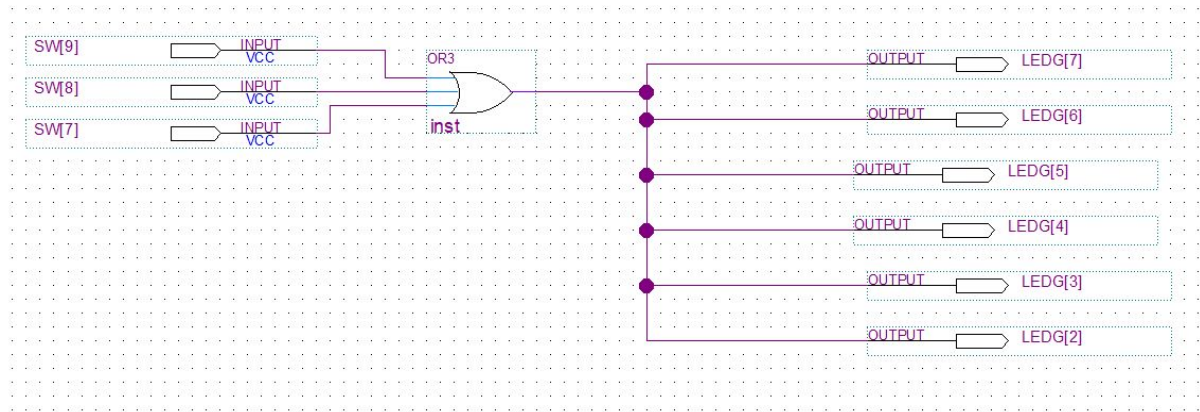 SW[9]
INPUT
VCC
SW[8]
INPUT
VCC
SW[7]
INPUT
VCC
OR3
inst
OUTPUT
LEDG[7]
OUTPUT
LEDG[6]
OUTPUT
LEDG[5]
OUTPUT
LEDG[4]
OUTPUT
LEDG[3]
OUTPUT
LEDG[2]